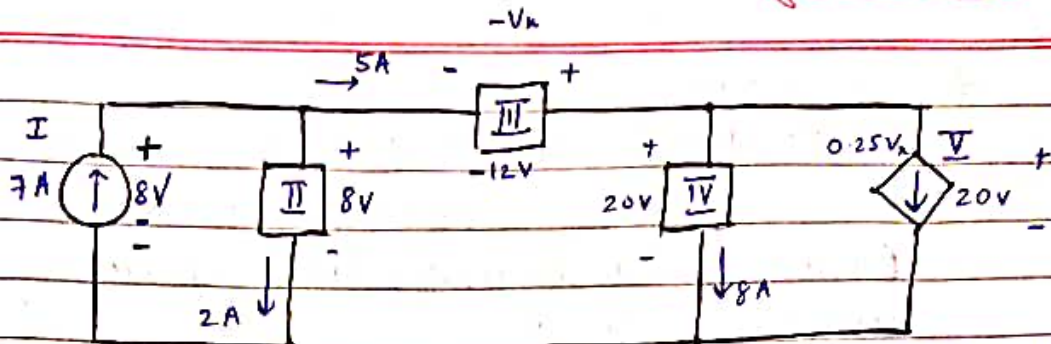 -Vx
→5A - +
I + III + 0.25Vx V +
7A 8V II 8V -12V 20V IV 20V
- - - -
2A 8A